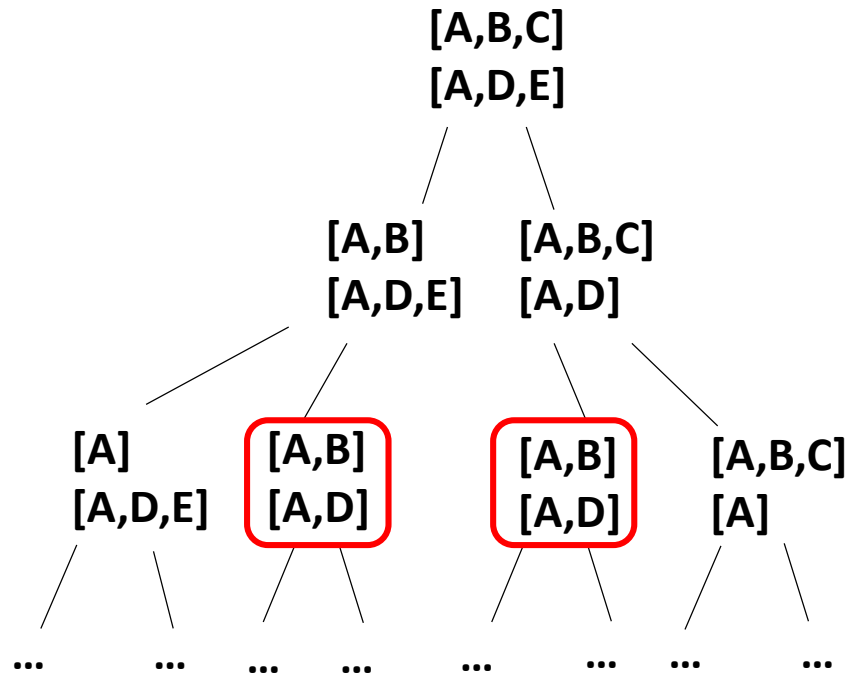 [A,B,C]
[A,D,E]
[A,B]
[A,D,E]
[A,B,C]
[A,D]
[A]
[A,D,E]
[A,B]
[A,D]
[A,B]
[A,D]
[A,B,C]
[A]
... ... ... ... ... ... ... ...